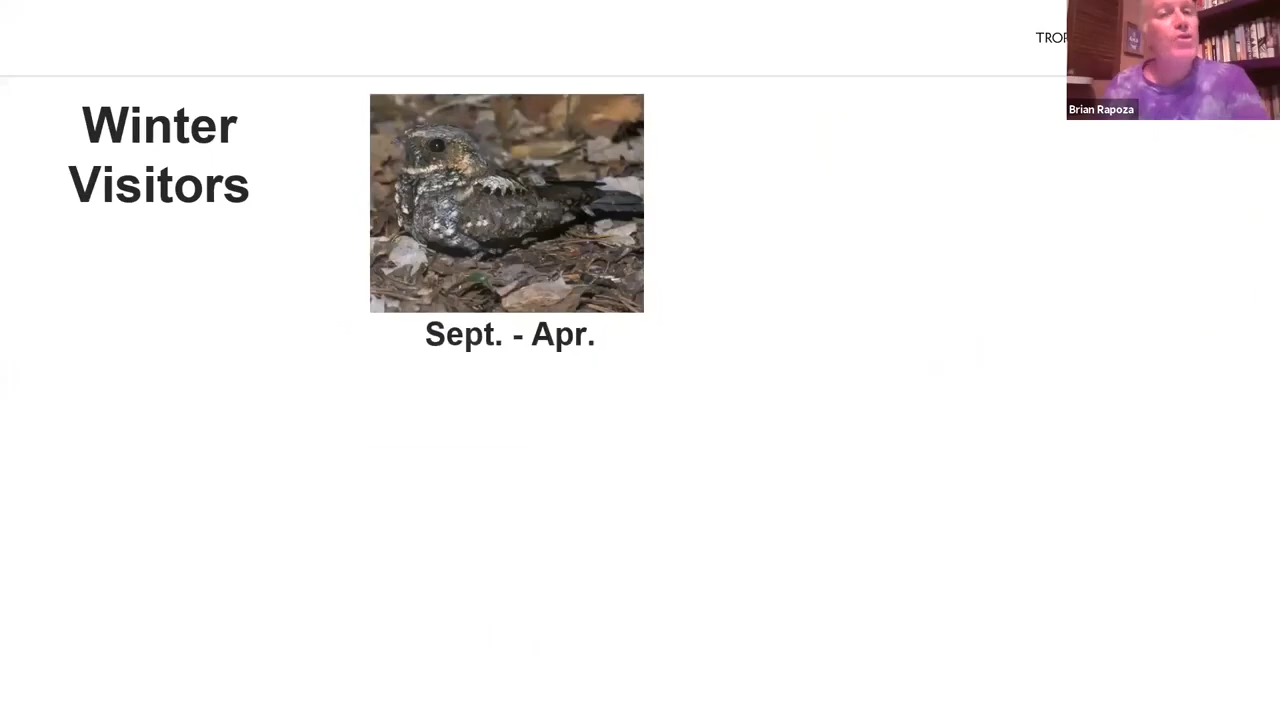 Winter
Visitors
Sept. - Apr.
Brian Rapoza